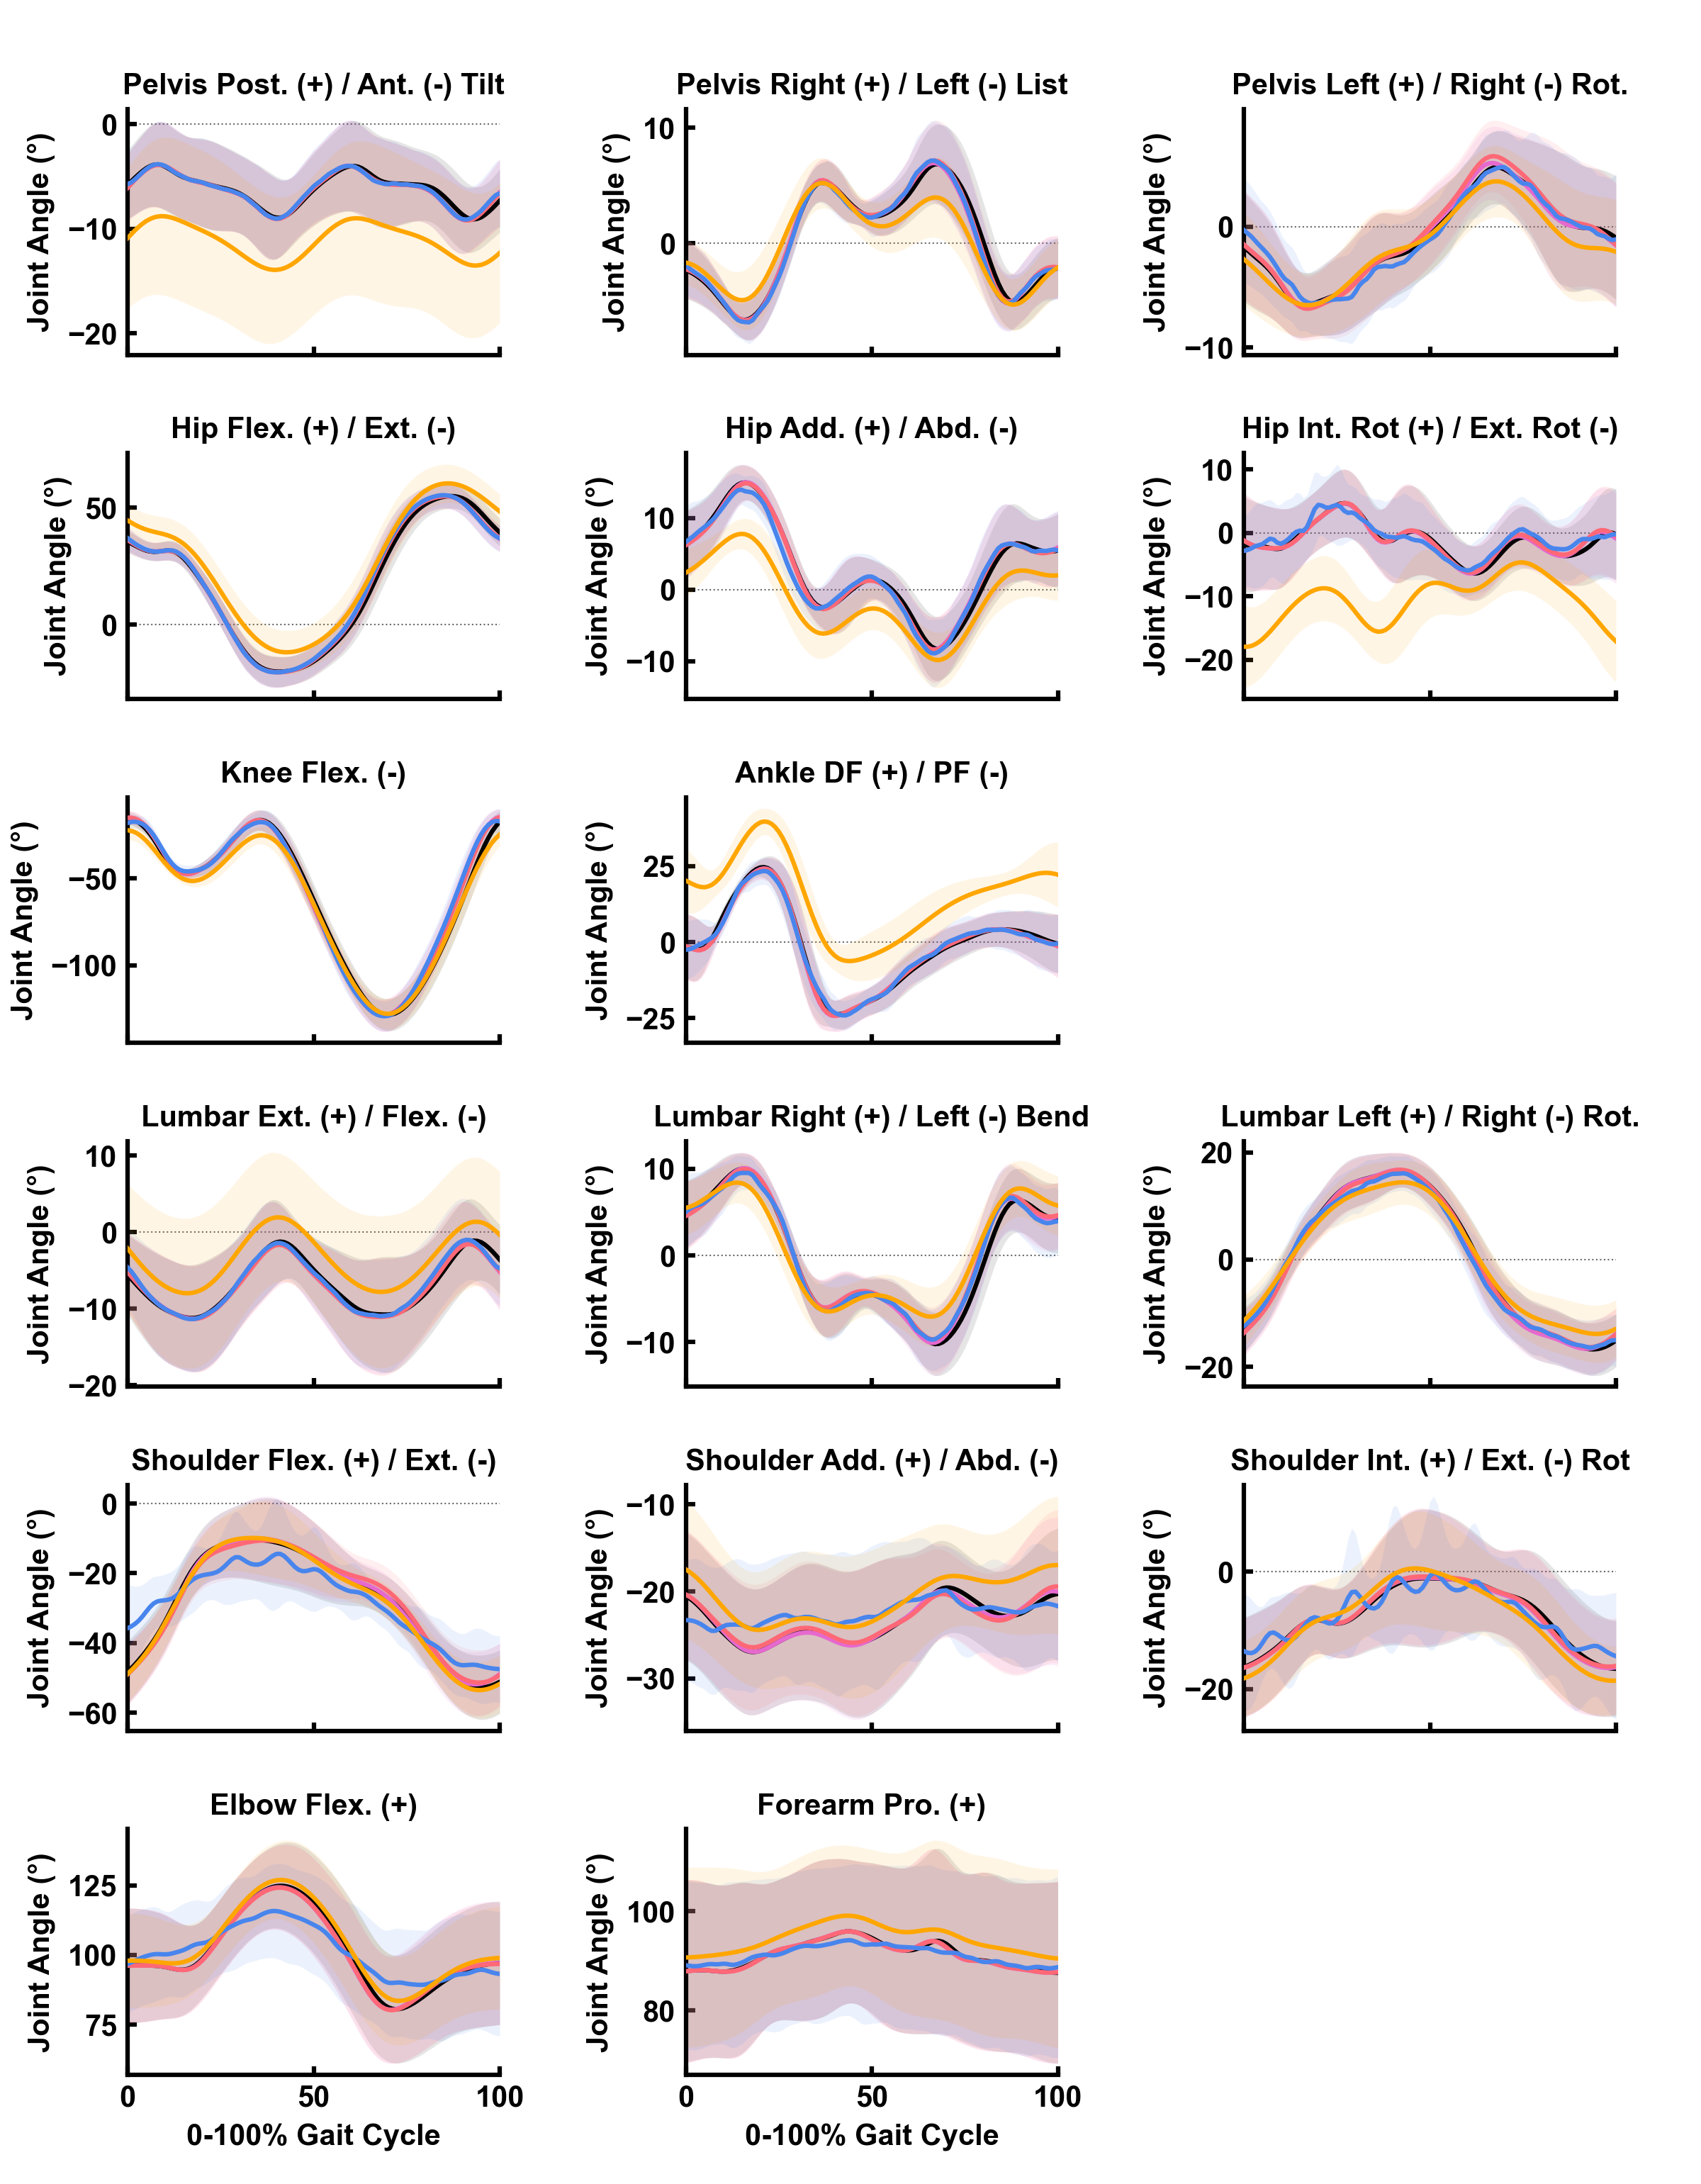 Pelvis Post. (+) / Ant. (-) Tilt
Joint Angle (°)
0
−10
−20
Pelvis Right (+) / Left (-) List
Joint Angle (°)
10
0
Pelvis Left (+) / Right (-) Rot.
Joint Angle (°)
0
−10
Hip Flex. (+) / Ext. (-)
Joint Angle (°)
50
0
Hip Add. (+) / Abd. (-)
Joint Angle (°)
10
0
−10
Hip Int. Rot (+) / Ext. Rot (-)
Joint Angle (°)
10
0
−10
−20
Knee Flex. (-)
Joint Angle (°)
−50
−100
Ankle DF (+) / PF (-)
Joint Angle (°)
25
0
−25
Lumbar Ext. (+) / Flex. (-)
Joint Angle (°)
10
0
−10
−20
Lumbar Right (+) / Left (-) Bend
Joint Angle (°)
10
0
−10
Lumbar Left (+) / Right (-) Rot.
Joint Angle (°)
20
0
−20
Shoulder Flex. (+) / Ext. (-)
Joint Angle (°)
0
−20
−40
−60
Shoulder Add. (+) / Abd. (-)
Joint Angle (°)
−10
−20
−30
Shoulder Int. (+) / Ext. (-) Rot
Joint Angle (°)
0
−20
Elbow Flex. (+)
Joint Angle (°)
125
100
75
0 50 100
0-100% Gait Cycle
Forearm Pro. (+)
Joint Angle (°)
100
80
0 50 100
0-100% Gait Cycle